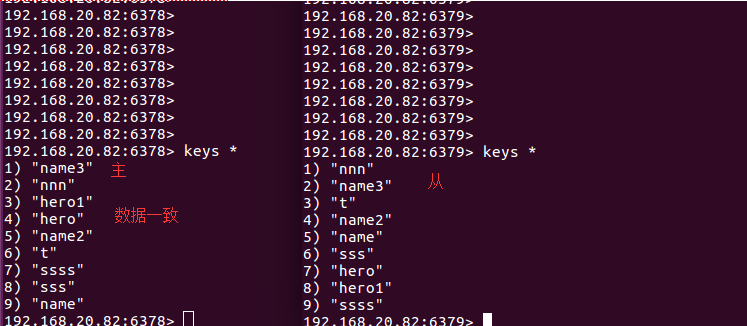 192.168.20.82:6378>
192.168.20.82:6378>
192.168.20.82:6378>
192.168.20.82:6378>
192.168.20.82:6378>
192.168.20.82:6378>
192.168.20.82:6378>
192.168.20.82:6378>
192.168.20.82:6378> keys *
1) "name3" 主
2) "nnn"
3) "hero1"
4) "hero" 数据一致
5) "name2"
6) "t"
7) "ssss"
8) "sss"
9) "name"
192.168.20.82:6378>
192.168.20.82:6379>
192.168.20.82:6379>
192.168.20.82:6379>
192.168.20.82:6379>
192.168.20.82:6379>
192.168.20.82:6379>
192.168.20.82:6379>
192.168.20.82:6379>
192.168.20.82:6379> keys *
1) "nnn"
2) "name3" 从
3) "t"
4) "name2"
5) "name"
6) "sss"
7) "hero"
8) "hero1"
9) "ssss"
192.168.20.82:6379>